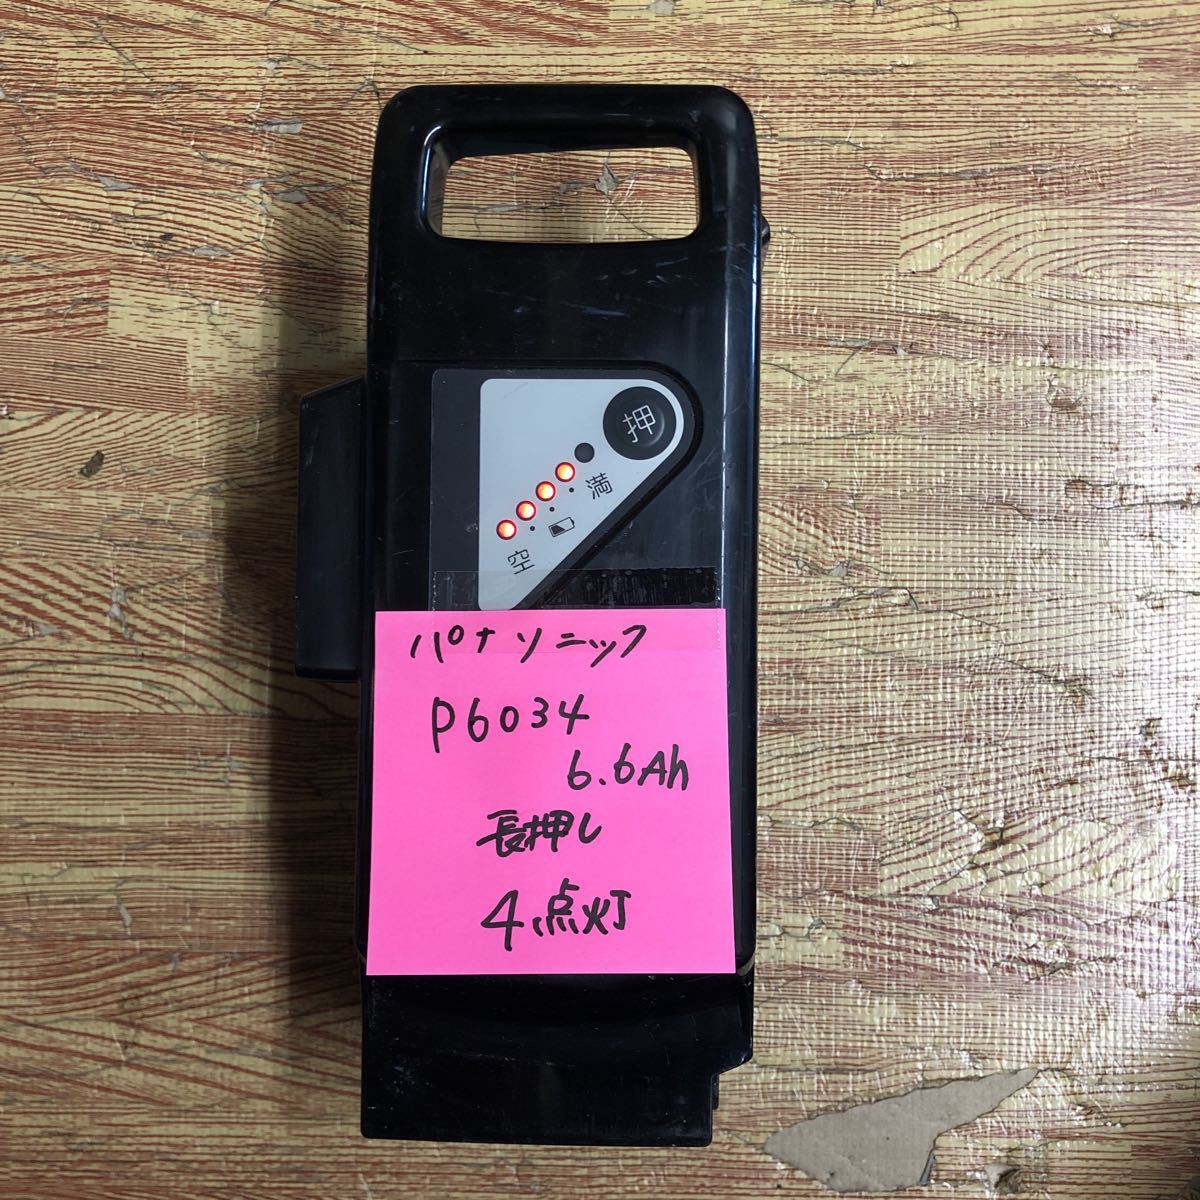 押
満
空
パナソニック
P6034
6.6Ah
長押し
4点灯